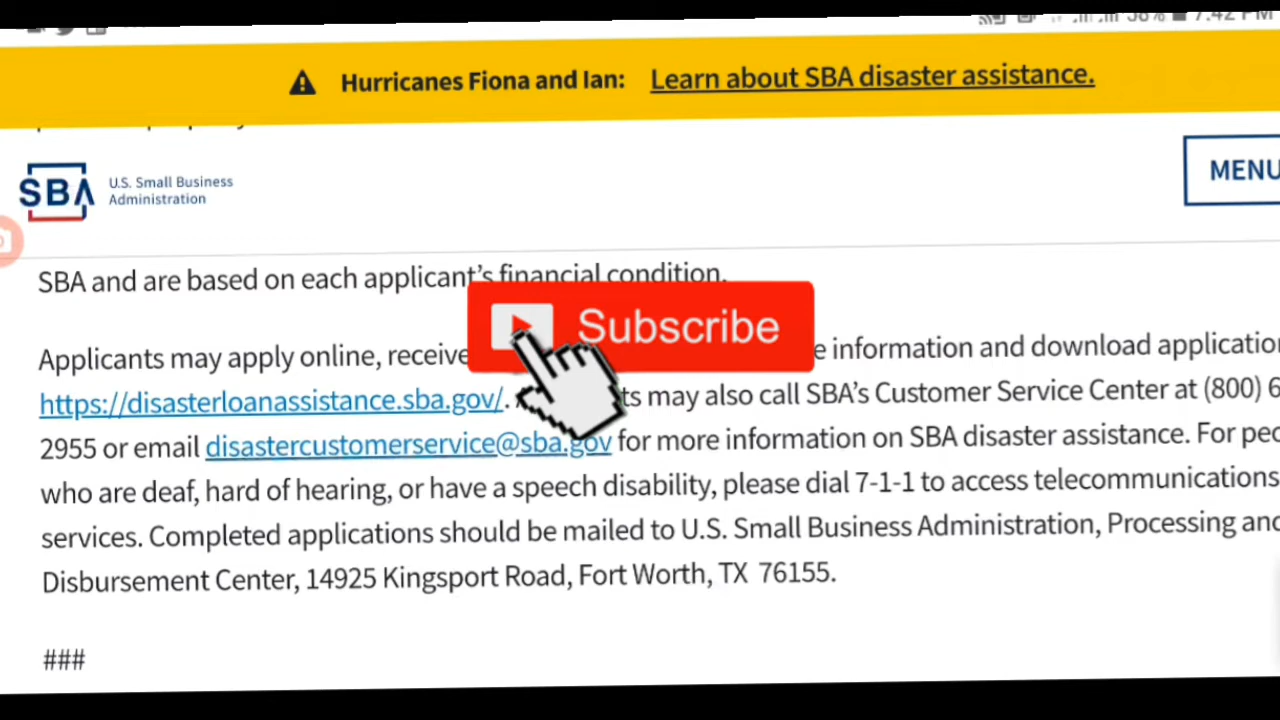 58% 7:42 PM
Hurricanes Fiona and Ian: Learn about SBA disaster assistance.
SBA U.S. Small Business
Administration
MENU
SBA and are based on each applicant's financial condition.
Subscribe
Applicants may apply online, receive information and download
https://disasterloanassistance.sba.gov/. may also call SBA's Customer Service Center at (800) 6
2955 or email disastercustomerservice@sba.gov for more information on SBA disaster assistance. For
who are deaf, hard of hearing, or have a speech disability, please dial 7-1-1 to access telecommunications
services. Completed applications should be mailed to U.S. Small Business Administration, Processing
Disbursement Center, 14925 Kingsport Road, Fort Worth, TX 76155.
###